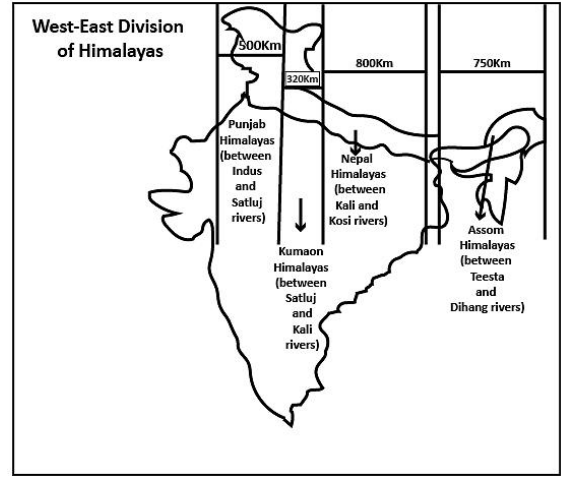 West-East Division
of Himalayas
500Km
320Km
800Km
750Km
Punjab
Himalayas
(between
Indus
and
Satluj
rivers)
Kumaon
Himalayas
(between
Satluj
and
Kali
rivers)
Nepal
Himalayas
(between
Kali and
Kosi rivers)
Assom
Himalayas
(between
Teesta
and
Dihang rivers)